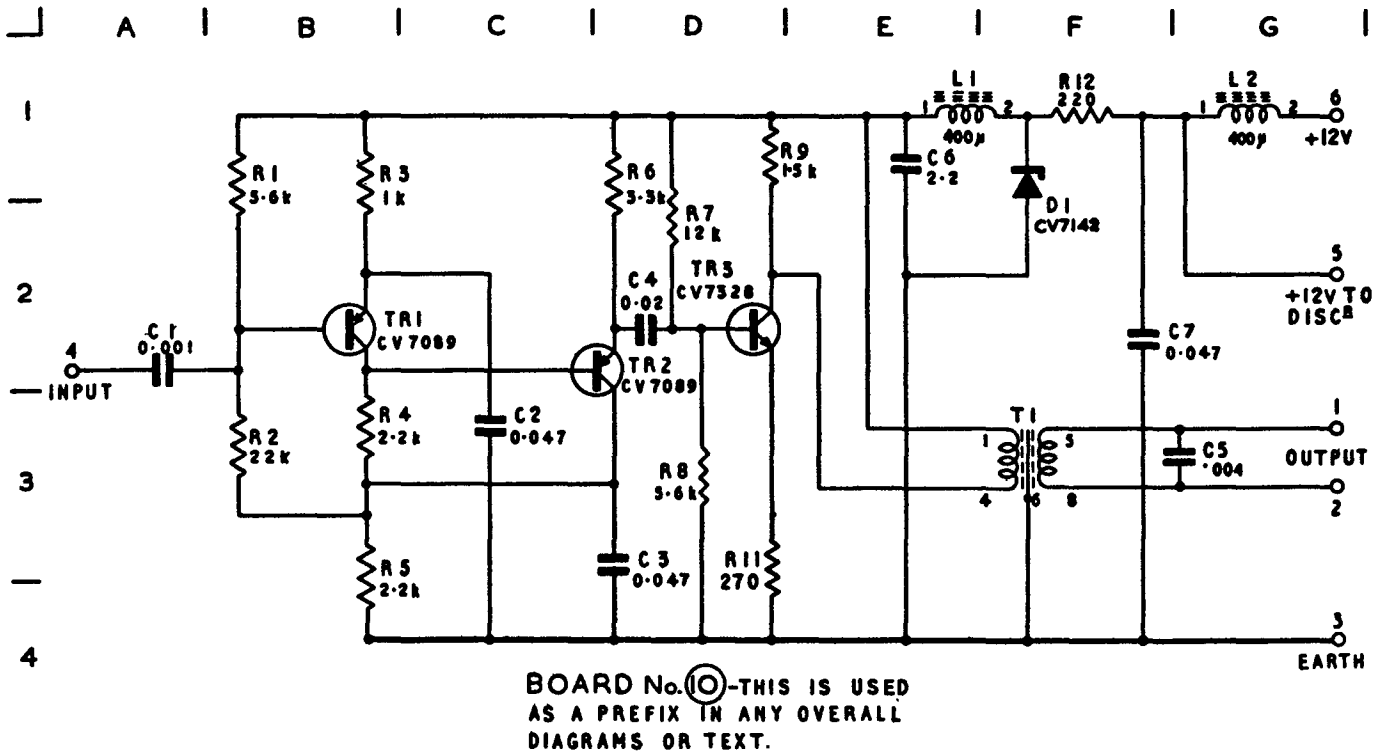 A B C D E F G
1
2
3
4
L1
1 2
400μ
R12
220
L2
1 2
400μ
6
+12V
R1
5·6k
R3
1k
R6
3·3k
R7
12k
R9
1·5k
C6
2·2
D1
CV7142
5
+12V TO
DISCR
4
INPUT
C1
0·001
TR1
CV7089
C4
0·02
TR3
CV7328
TR2
CV7089
C7
0·047
R2
22k
R4
2·2k
C2
0·047
R8
5·6k
T1
1 5
4 6 8
C5
·004
1
OUTPUT
2
R5
2·2k
C3
0·047
R11
270
3
EARTH
BOARD No.10-THIS IS USED
AS A PREFIX IN ANY OVERALL
DIAGRAMS OR TEXT.